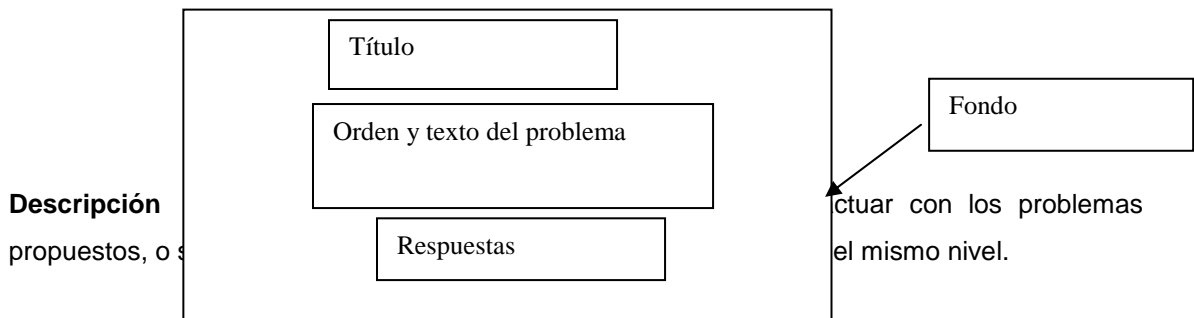 Título
Fondo
Orden y texto del problema
Descripción ctuar con los problemas
Respuestas
propuestos, o el mismo nivel.